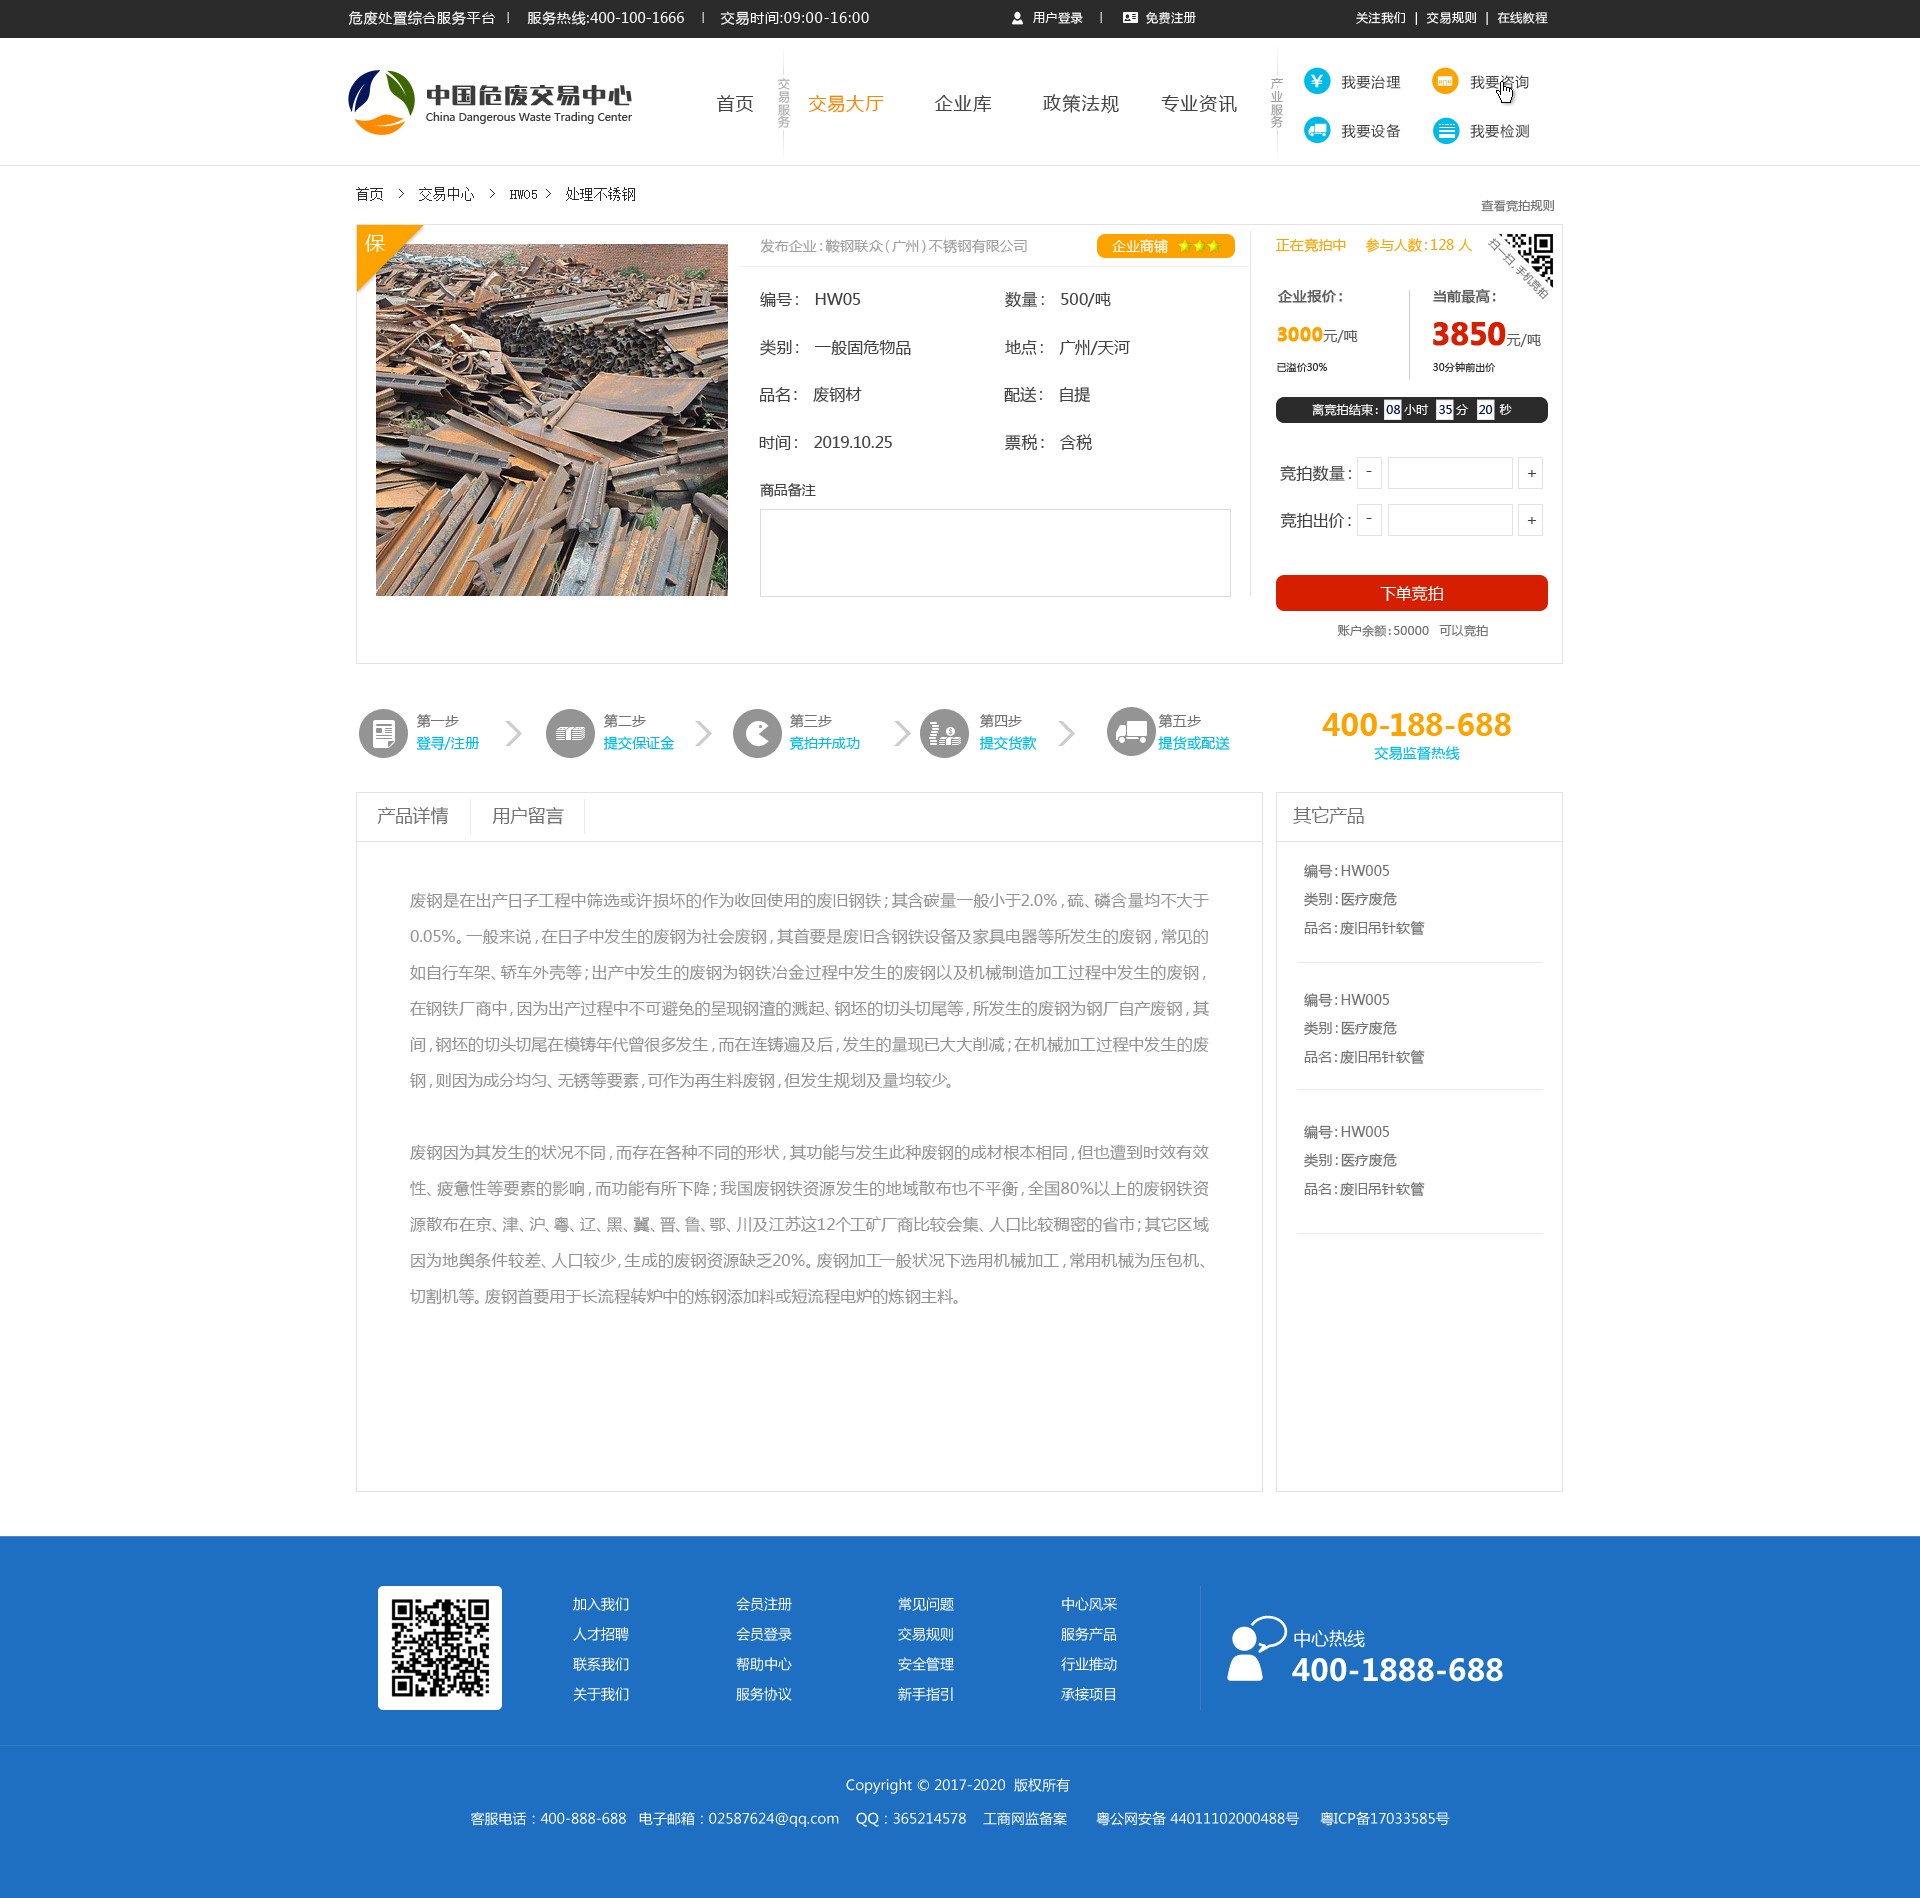 危废处置综合服务平台 | 服务热线:400-100-1666 | 交易时间:09:00-16:00 用户登录 | 免费注册 关注我们 | 交易规则 | 在线教程
中国危废交易中心
China Dangerous Waste Trading Center
首页 交易服务 交易大厅 企业库 政策法规 专业资讯 产业服务
¥ 我要治理 我要咨询
我要设备 我要检测
首页 > 交易中心 > HW05 > 处理不锈钢
查看竞拍规则
保
发布企业:鞍钢联众(广州)不锈钢有限公司 企业商铺
编号: HW05 数量: 500/吨
类别: 一般固危物品 地点: 广州/天河
品名: 废钢材 配送: 自提
时间: 2019.10.25 票税: 含税
商品备注
正在竞拍中 参与人数:128 人
扫一扫,手机竞拍
企业报价: 当前最高:
3000元/吨 3850元/吨
已溢价30% 30分钟前出价
离竞拍结束: 08 小时 35 分 20 秒
竞拍数量: - +
竞拍出价: - +
下单竞拍
账户余额:50000 可以竞拍
第一步
登寻/注册
第二步
提交保证金
第三步
竞拍并成功
第四步
提交货款
第五步
提货或配送
400-188-688
交易监督热线
产品详情 用户留言
废钢是在出产日子工程中筛选或许损坏的作为收回使用的废旧钢铁;其含碳量一般小于2.0%,硫、磷含量均不大于
0.05%。一般来说,在日子中发生的废钢为社会废钢,其首要是废旧含钢铁设备及家具电器等所发生的废钢,常见的
如自行车架、轿车外壳等;出产中发生的废钢为钢铁冶金过程中发生的废钢以及机械制造加工过程中发生的废钢,
在钢铁厂商中,因为出产过程中不可避免的呈现钢渣的溅起、钢坯的切头切尾等,所发生的废钢为钢厂自产废钢,其
间,钢坯的切头切尾在模铸年代曾很多发生,而在连铸遍及后,发生的量现已大大削减;在机械加工过程中发生的废
钢,则因为成分均匀、无锈等要素,可作为再生料废钢,但发生规划及量均较少。
废钢因为其发生的状况不同,而存在各种不同的形状,其功能与发生此种废钢的成材根本相同,但也遭到时效有效
性、疲惫性等要素的影响,而功能有所下降;我国废钢铁资源发生的地域散布也不平衡,全国80%以上的废钢铁资
源散布在京、津、沪、粤、辽、黑、冀、晋、鲁、鄂、川及江苏这12个工矿厂商比较会集、人口比较稠密的省市;其它区域
因为地舆条件较差、人口较少,生成的废钢资源缺乏20%。废钢加工一般状况下选用机械加工,常用机械为压包机、
切割机等。废钢首要用于长流程转炉中的炼钢添加料或短流程电炉的炼钢主料。
其它产品
编号:HW005
类别:医疗废危
品名:废旧吊针软管
编号:HW005
类别:医疗废危
品名:废旧吊针软管
编号:HW005
类别:医疗废危
品名:废旧吊针软管
加入我们 会员注册 常见问题 中心风采
人才招聘 会员登录 交易规则 服务产品
联系我们 帮助中心 安全管理 行业推动
关于我们 服务协议 新手指引 承接项目
中心热线
400-1888-688
Copyright © 2017-2020 版权所有
客服电话:400-888-688 电子邮箱:02587624@qq.com QQ:365214578 工商网监备案 粤公网安备 44011102000488号 粤ICP备17033585号